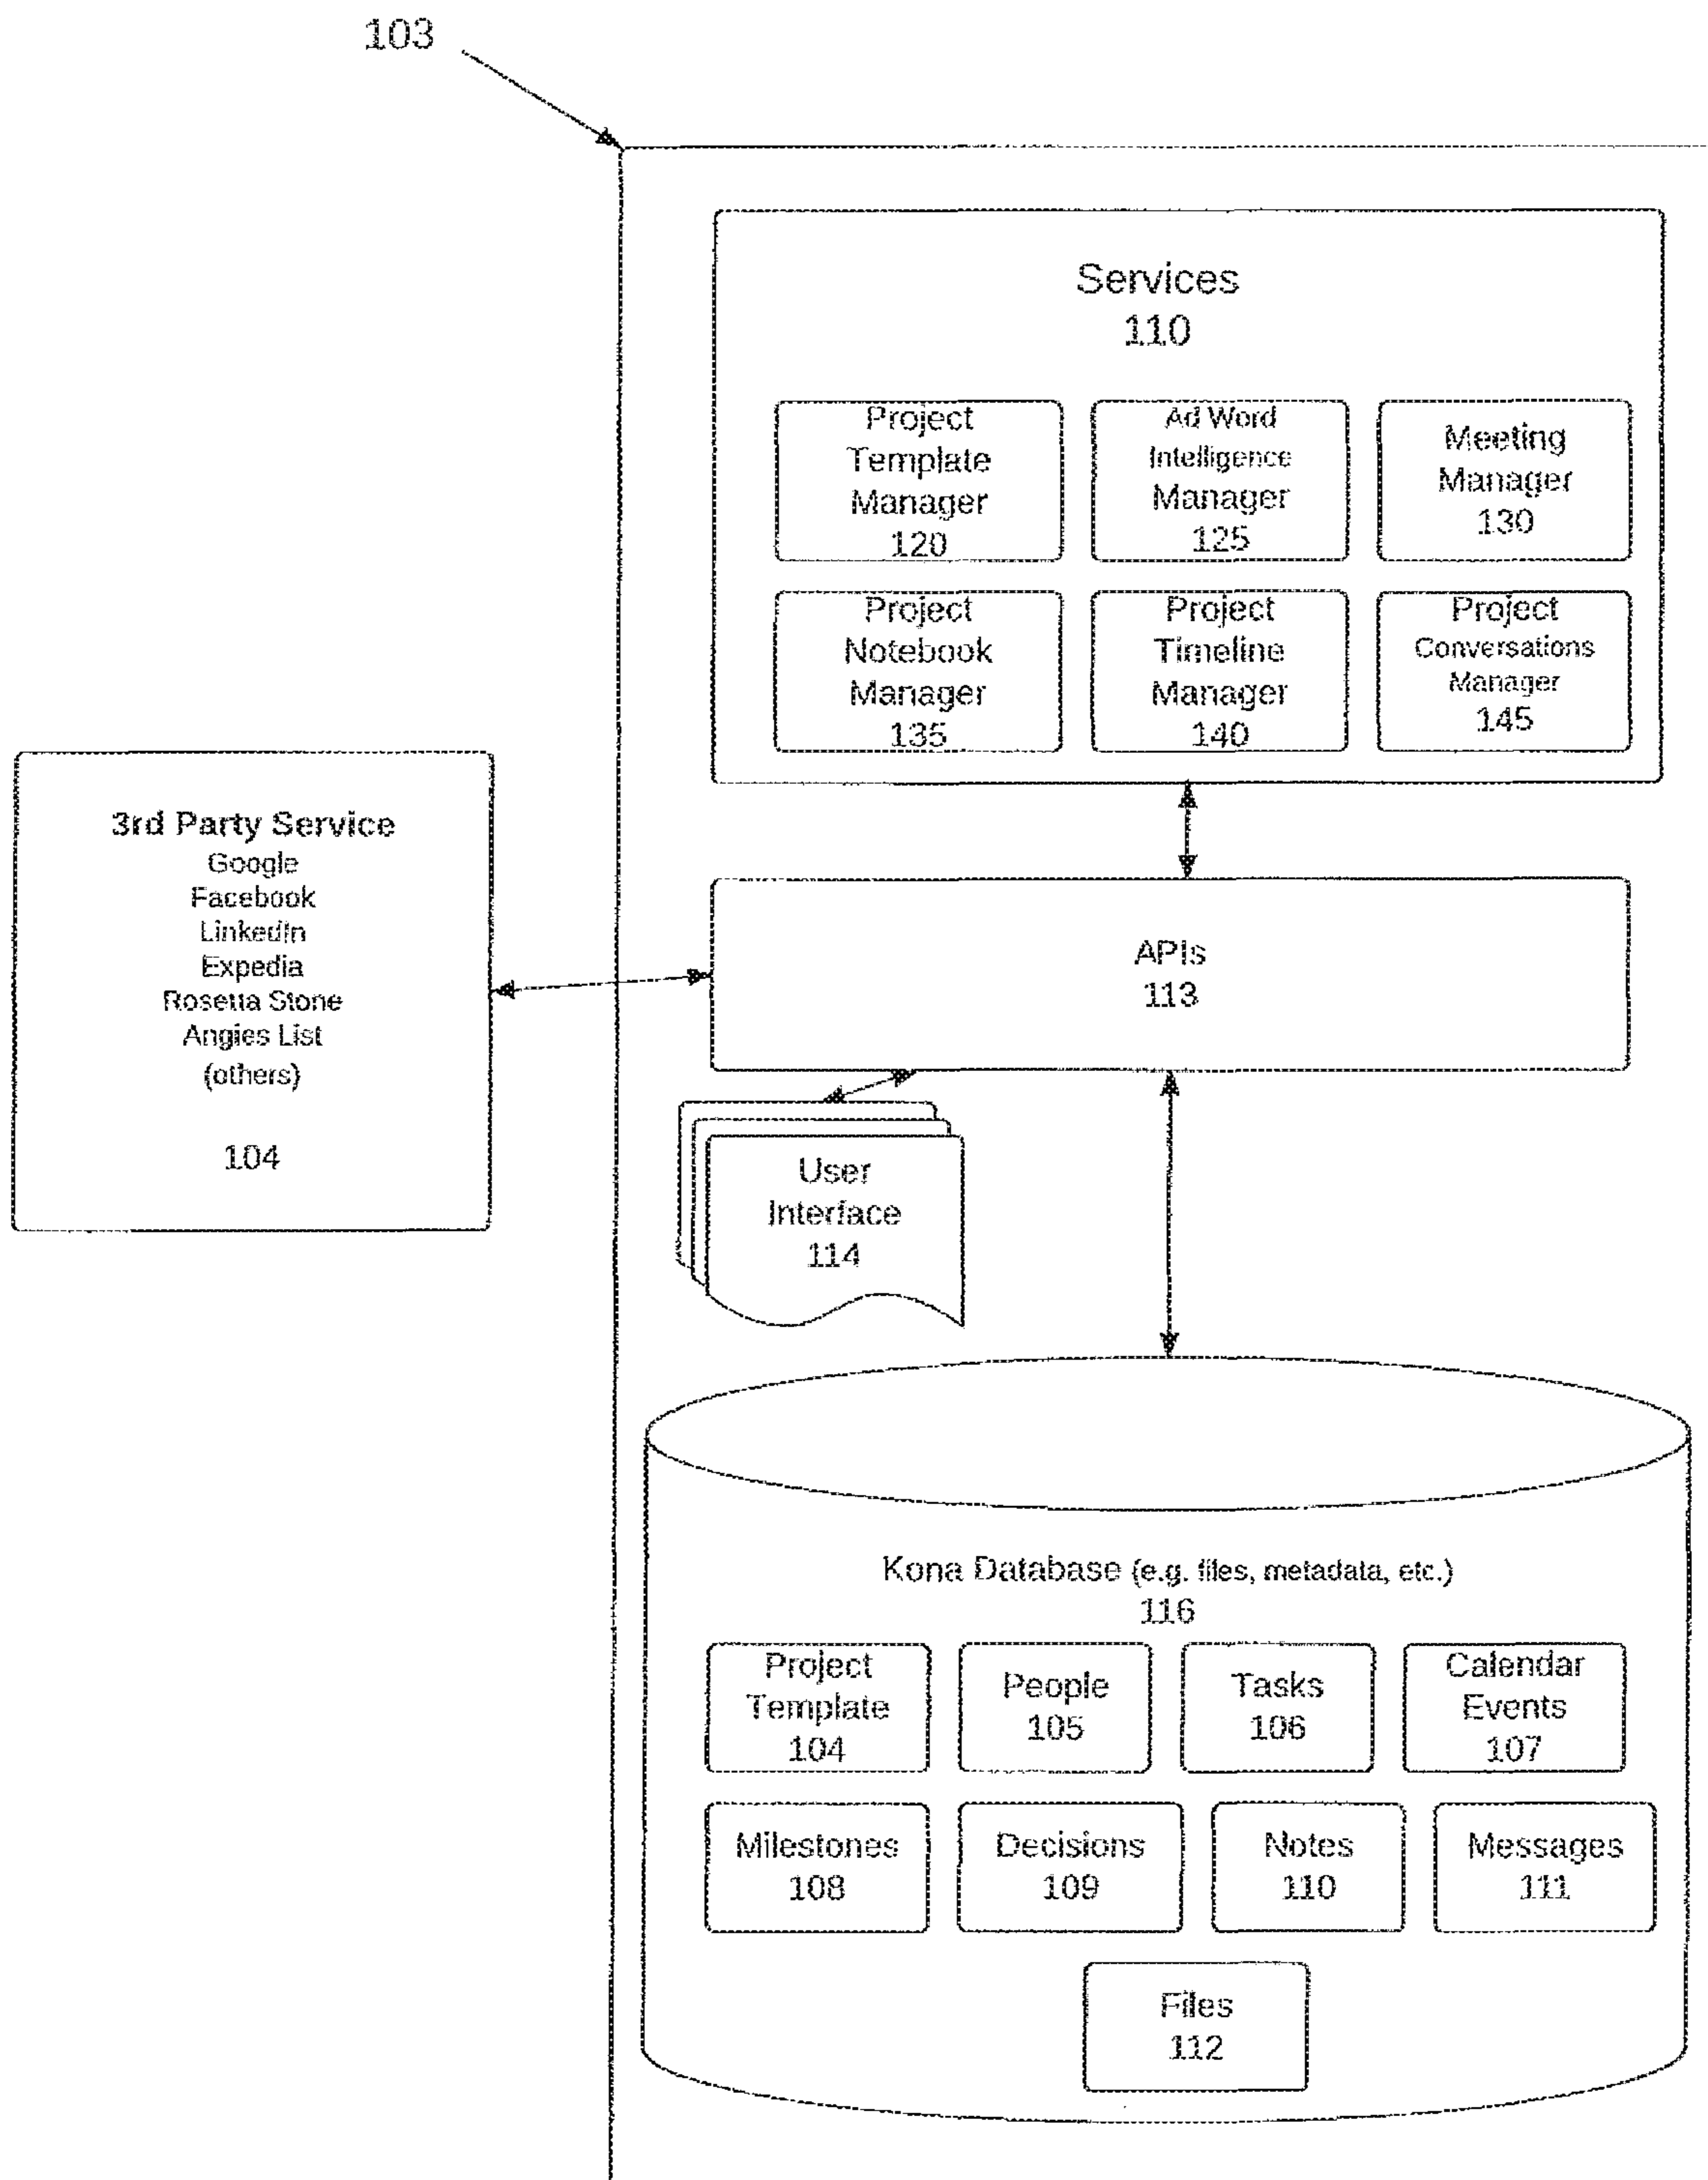 103
Services
110
Project
Template
Manager
120
Ad Word
Intelligence
Manager
125
Meeting
Manager
130
Project
Notebook
Manager
135
Project
Timeline
Manager
140
Project
Conversations
Manager
145
3rd Party Service
Google
Facebook
LinkedIn
Expedia
Rosetta Stone
Angies List
(others)
104
APIs
113
User
Interface
114
Kona Database (e.g. files, metadata, etc.)
116
Project
Template
104
People
105
Tasks
106
Calendar
Events
107
Milestones
108
Decisions
109
Notes
110
Messages
111
Files
112